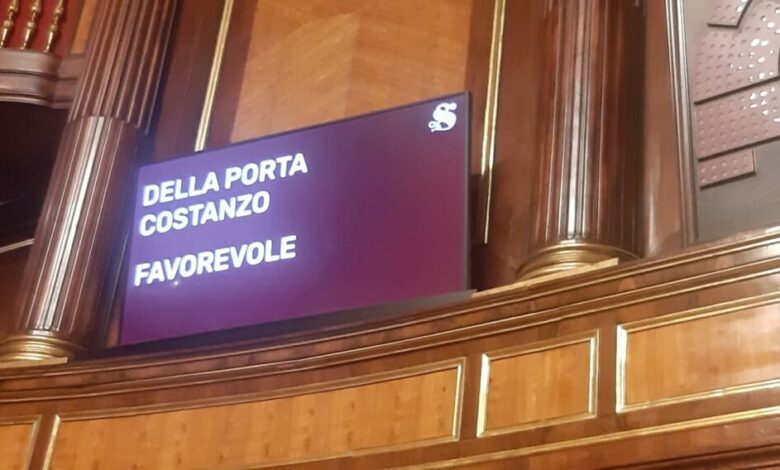 DELLA PORTA
COSTANZO
FAVOREVOLE
S